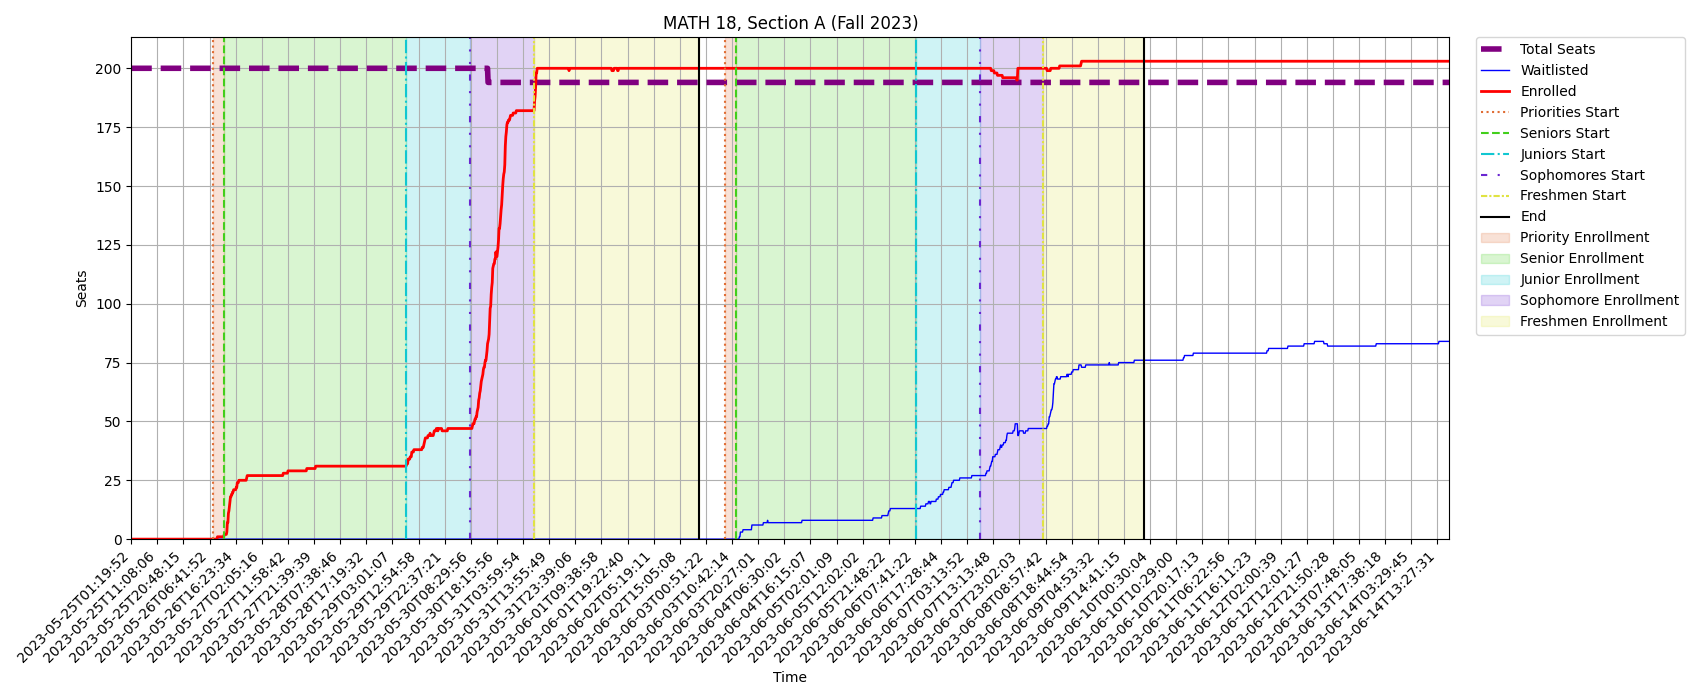 MATH 18, Section A (Fall 2023)
Seats
200
175
150
125
100
75
50
25
0
2023-05-25T01:19:52
2023-05-25T11:08:06
2023-05-25T20:48:15
2023-05-26T06:41:52
2023-05-26T16:23:34
2023-05-27T02:05:16
2023-05-27T11:58:42
2023-05-27T21:39:39
2023-05-28T07:38:46
2023-05-28T17:19:32
2023-05-29T03:01:07
2023-05-29T12:54:58
2023-05-29T22:37:21
2023-05-30T08:29:56
2023-05-30T18:15:56
2023-05-31T03:59:54
2023-05-31T13:55:49
2023-05-31T23:39:06
2023-06-01T09:38:58
2023-06-01T19:22:40
2023-06-02T05:19:11
2023-06-02T15:05:08
2023-06-03T00:51:22
2023-06-03T10:42:14
2023-06-03T20:27:01
2023-06-04T06:30:02
2023-06-04T16:15:07
2023-06-05T02:01:09
2023-06-05T12:02:02
2023-06-05T21:48:22
2023-06-06T07:41:22
2023-06-06T17:28:44
2023-06-07T03:13:52
2023-06-07T13:13:48
2023-06-07T23:02:03
2023-06-08T08:57:42
2023-06-08T18:44:54
2023-06-09T04:53:32
2023-06-09T14:41:15
2023-06-10T00:30:04
2023-06-10T10:29:00
2023-06-10T20:17:13
2023-06-11T06:22:56
2023-06-11T16:11:23
2023-06-12T02:00:39
2023-06-12T12:01:27
2023-06-12T21:50:28
2023-06-13T07:48:05
2023-06-13T17:38:18
2023-06-14T03:29:45
2023-06-14T13:27:31
Time
Total Seats
Waitlisted
Enrolled
Priorities Start
Seniors Start
Juniors Start
Sophomores Start
Freshmen Start
End
Priority Enrollment
Senior Enrollment
Junior Enrollment
Sophomore Enrollment
Freshmen Enrollment